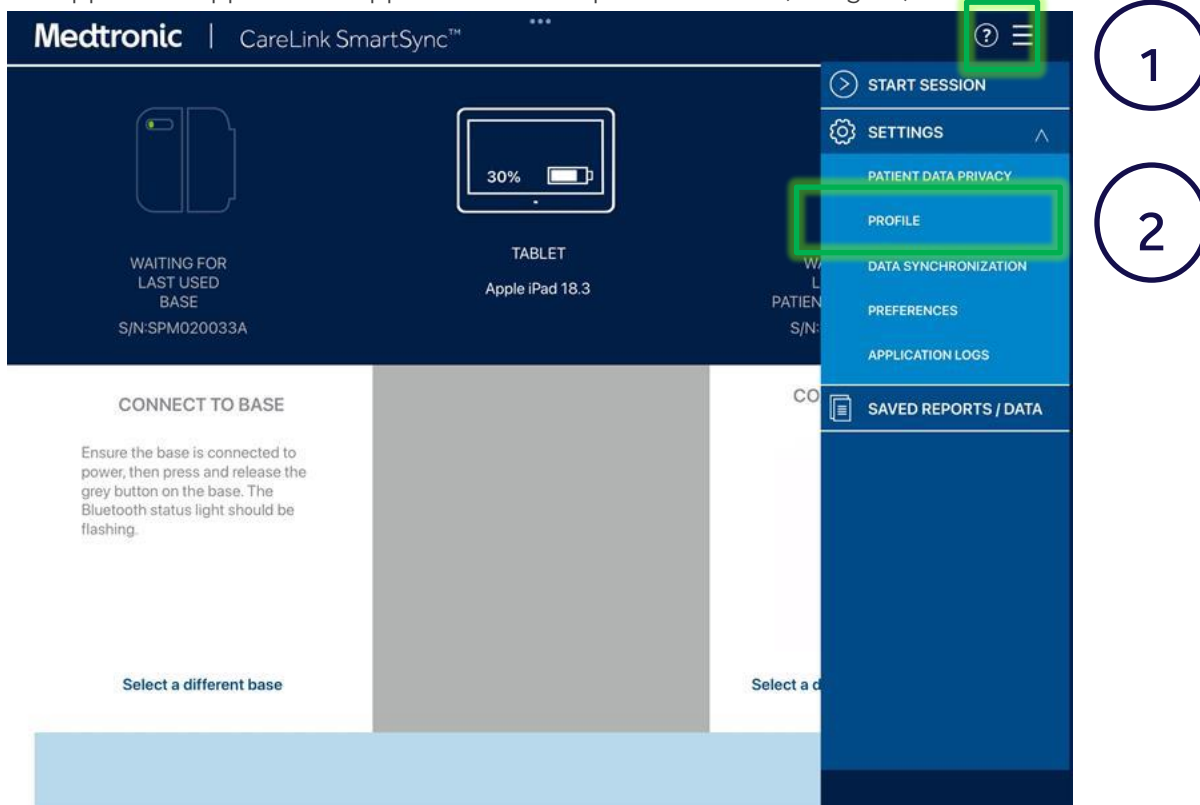 Medtronic | CareLink SmartSync™
?
1
START SESSION
SETTINGS
PATIENT DATA PRIVACY
2
PROFILE
DATA SYNCHRONIZATION
PREFERENCES
APPLICATION LOGS
SAVED REPORTS / DATA
WAITING FOR
LAST USED
BASE
S/N:SPM020033A
30%
TABLET
Apple iPad 18.3
PATIEN
S/N:
CONNECT TO BASE
Ensure the base is connected to
power, then press and release the
grey button on the base. The
Bluetooth status light should be
flashing.
Select a different base
CO
Select a d